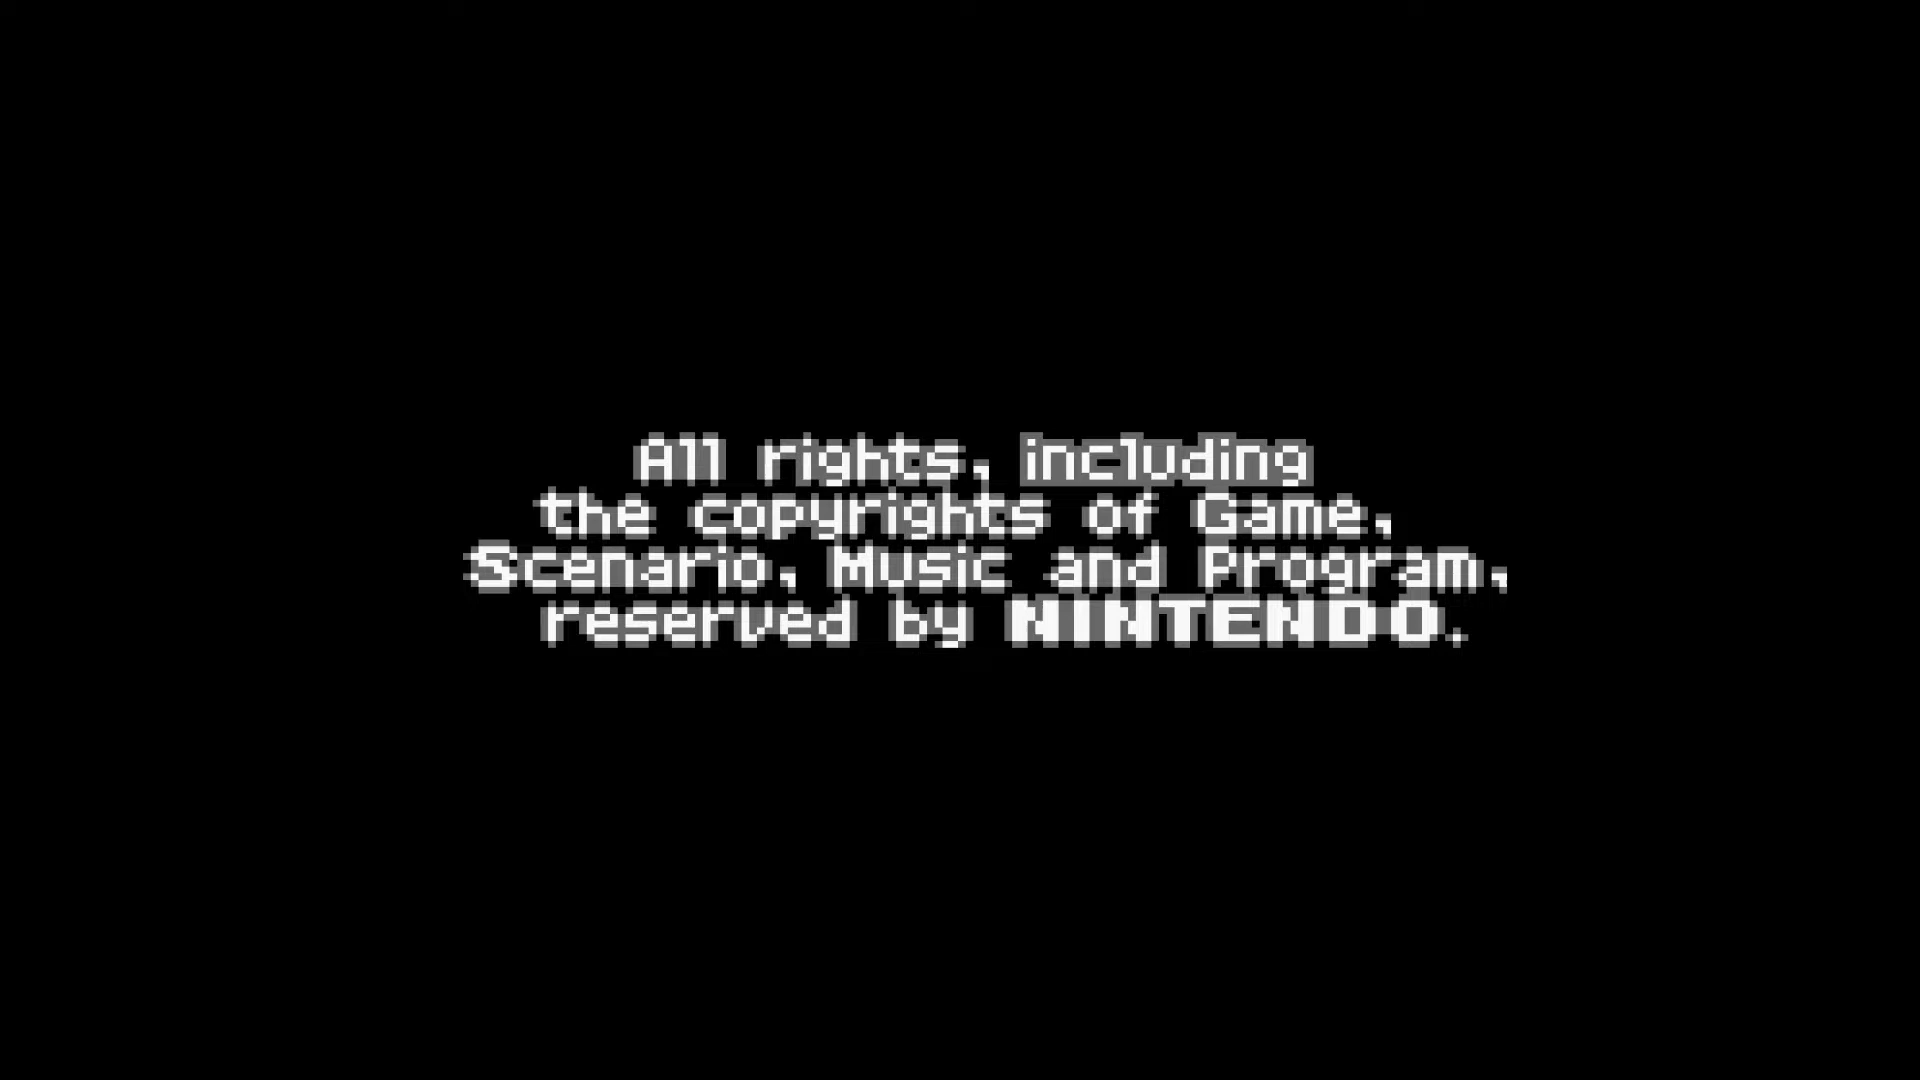 All rights, including
the copyrights of Game,
Scenario, Music and Program,
reserved by NINTENDO.